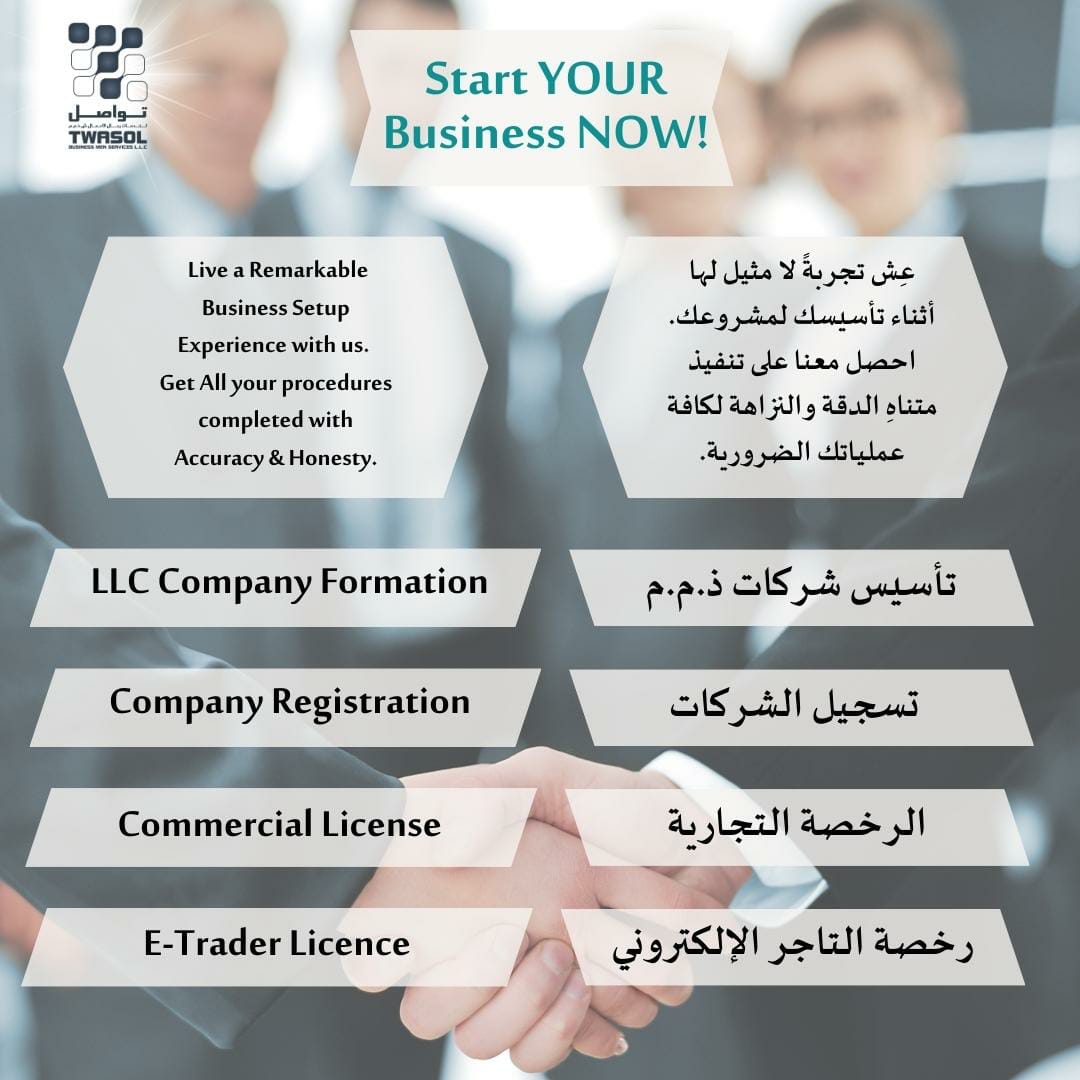 تواصل
TWASOL
BUSINESS MEN SERVICES L.L.C
Start YOUR
Business NOW!
Live a Remarkable
Business Setup
Experience with us.
Get All your procedures
completed with
Accuracy & Honesty.
عِش تجربةً لا مثيل لها
أثناء تأسيسك لمشروعك.
احصل معنا على تنفيذ
متناهِ الدقة والنزاهة لكافة
عملياتك الضرورية.
LLC Company Formation
تأسيس شركات ذ.م.م
Company Registration
تسجيل الشركات
Commercial License
الرخصة التجارية
E-Trader Licence
رخصة التاجر الإلكتروني